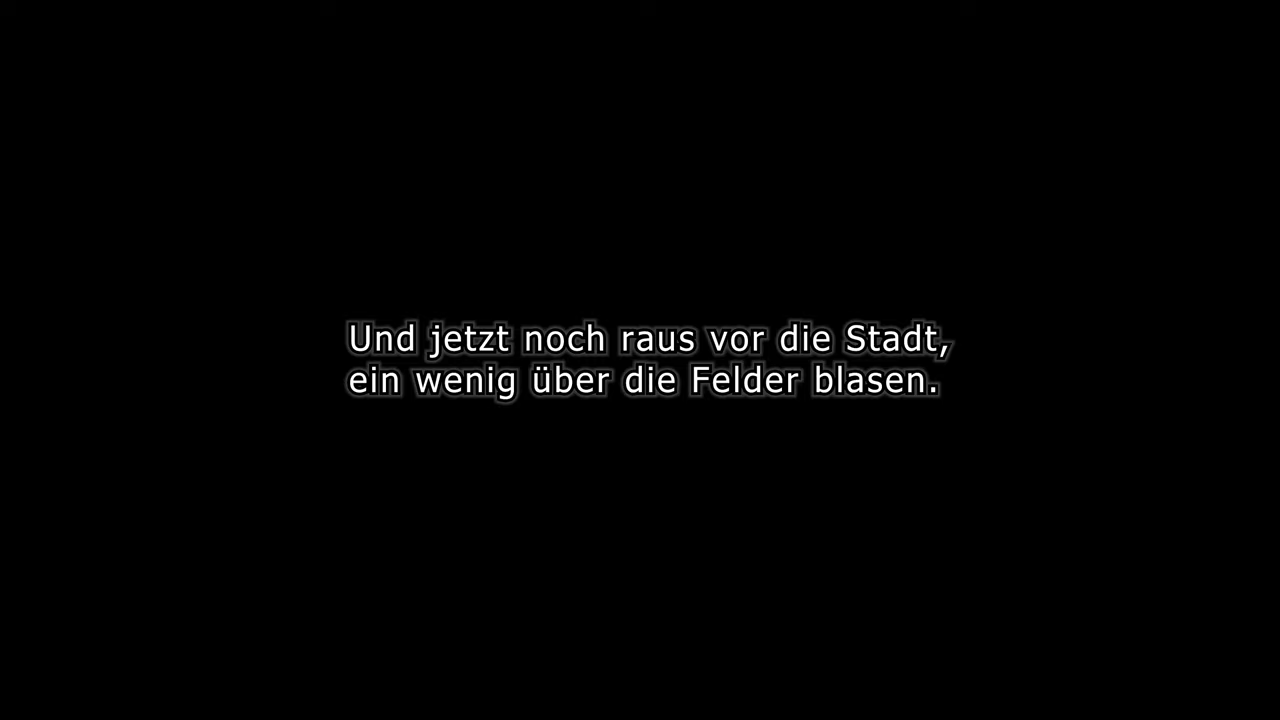 Und jetzt noch raus vor die Stadt,
ein wenig über die Felder blasen.